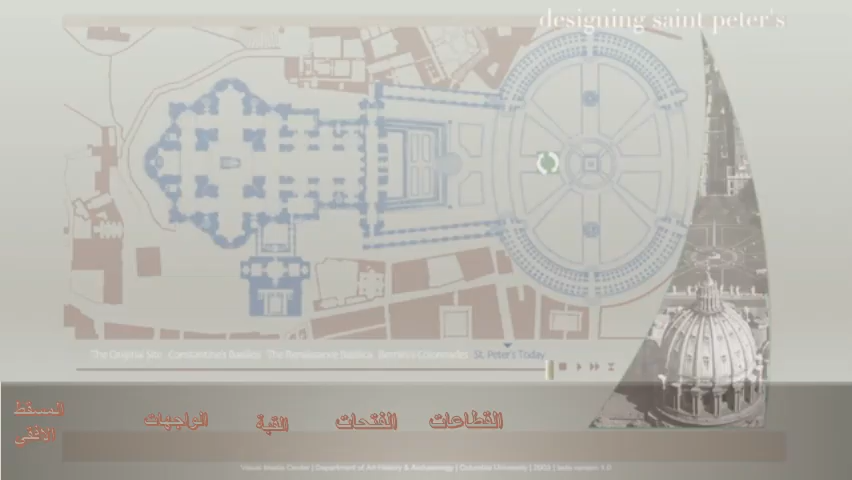 designing saint peter's
The Original Site Constantine's Basilica The Renaissance Basilica Bernini's Colonnades St. Peter's Today
المسقط الواجهات القبة الفتحات القطاعات
الافقى
Visual Media Center | Department of Art History & Archaeology | Columbia University | 2003 | beta version 1.0